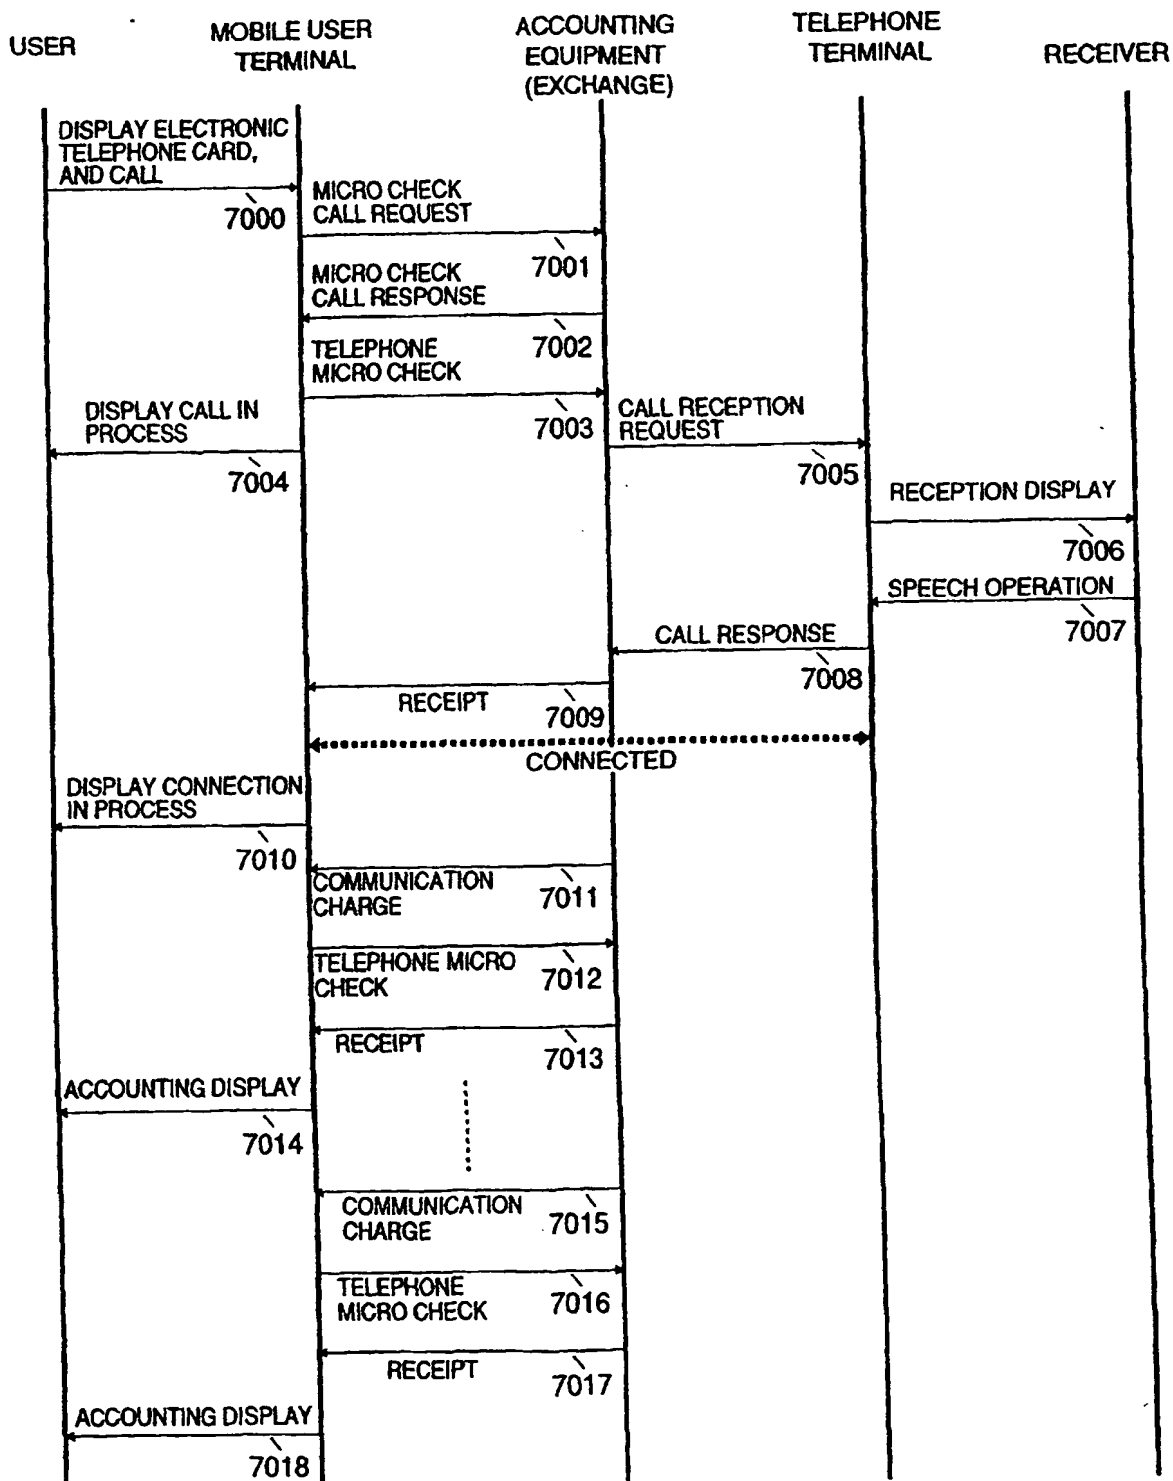 USER
MOBILE USER
TERMINAL
ACCOUNTING
EQUIPMENT
(EXCHANGE)
TELEPHONE
TERMINAL
RECEIVER
DISPLAY ELECTRONIC
TELEPHONE CARD,
AND CALL
7000
MICRO CHECK
CALL REQUEST
7001
MICRO CHECK
CALL RESPONSE
7002
TELEPHONE
MICRO CHECK
7003
DISPLAY CALL IN
PROCESS
7004
CALL RECEPTION
REQUEST
7005
RECEPTION DISPLAY
7006
SPEECH OPERATION
7007
CALL RESPONSE
7008
RECEIPT
7009
CONNECTED
DISPLAY CONNECTION
IN PROCESS
7010
COMMUNICATION
CHARGE
7011
TELEPHONE MICRO
CHECK
7012
RECEIPT
7013
ACCOUNTING DISPLAY
7014
COMMUNICATION
CHARGE
7015
TELEPHONE
MICRO CHECK
7016
RECEIPT
7017
ACCOUNTING DISPLAY
7018